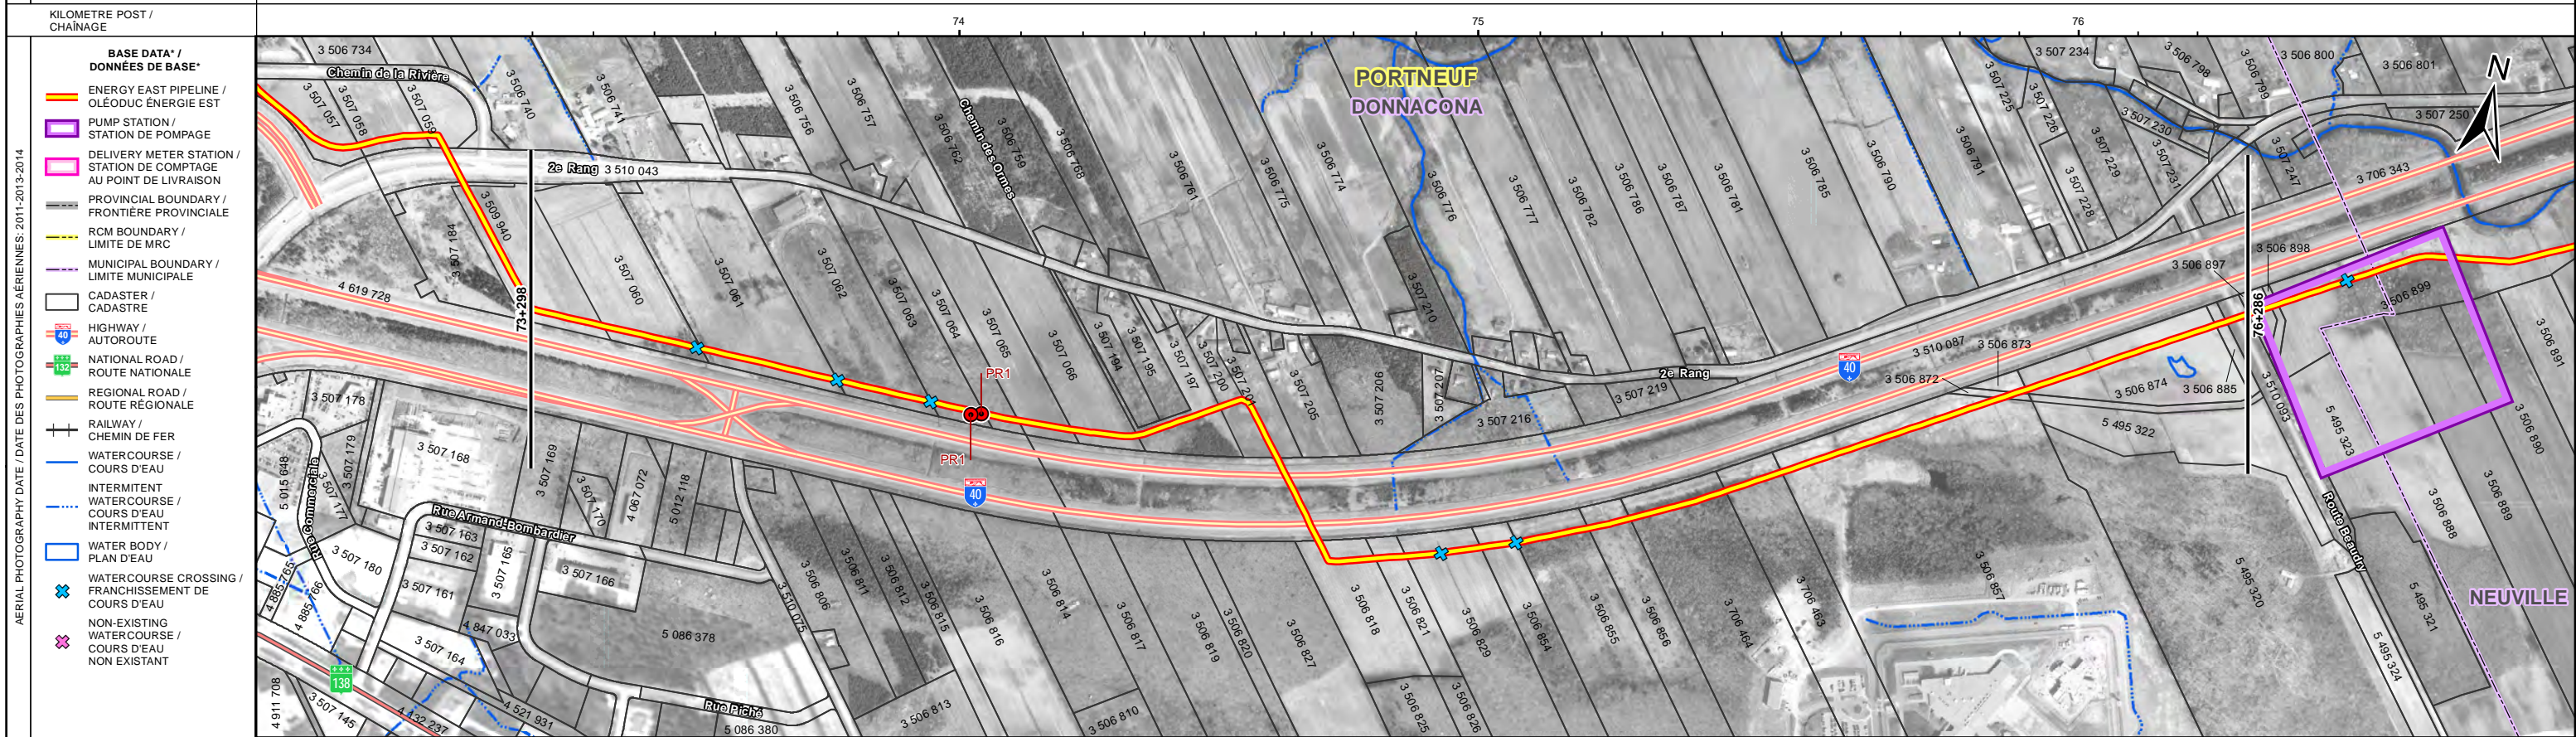 KILOMETRE POST /
CHAÎNAGE
74
75
76
AERIAL PHOTOGRAPHY DATE / DATE DES PHOTOGRAPHIES AÉRIENNES: 2011-2013-2014
BASE DATA* /
DONNÉES DE BASE*
ENERGY EAST PIPELINE /
OLÉODUC ÉNERGIE EST
PUMP STATION /
STATION DE POMPAGE
DELIVERY METER STATION /
STATION DE COMPTAGE
AU POINT DE LIVRAISON
PROVINCIAL BOUNDARY /
FRONTIÈRE PROVINCIALE
RCM BOUNDARY /
LIMITE DE MRC
MUNICIPAL BOUNDARY /
LIMITE MUNICIPALE
CADASTER /
CADASTRE
40
HIGHWAY /
AUTOROUTE
132
NATIONAL ROAD /
ROUTE NATIONALE
REGIONAL ROAD /
ROUTE RÉGIONALE
RAILWAY /
CHEMIN DE FER
WATERCOURSE /
COURS D'EAU
INTERMITENT
WATERCOURSE /
COURS D'EAU
INTERMITTENT
WATER BODY /
PLAN D'EAU
WATERCOURSE CROSSING /
FRANCHISSEMENT DE
COURS D'EAU
NON-EXISTING
WATERCOURSE /
COURS D'EAU
NON EXISTANT
3 506 734
Chemin de la Rivière
3 507 057
3 507 058
3 507 059
3 506 740
3 506 741
3 506 756
3 506 757
3 506 762
Chemin des Ormes
3 506 759
3 506 768
3 506 761
3 506 775
3 506 774
PORTNEUF
DONNACONA
3 506 776
3 506 777
3 506 782
3 506 786
3 506 787
3 506 781
3 506 785
3 506 790
3 506 791
3 507 225
3 507 234
3 507 226
3 507 229
3 507 228
3 507 230
3 507 231
3 506 798
3 506 799
3 506 800
3 506 801
3 507 250
3 507 247
3 706 343
N
2e Rang
3 510 043
3 509 940
3 507 184
4 619 728
73+298
3 507 060
3 507 061
3 507 062
3 507 063
3 507 064
3 507 065
3 507 066
3 507 194
3 507 195
3 507 197
3 507 200
3 507 201
3 507 205
3 507 206
3 507 207
3 507 210
3 507 216
3 507 219
2e Rang
40
3 510 087
3 506 873
3 506 872
3 506 874
3 506 885
3 506 897
3 506 898
76+286
3 506 899
3 506 891
3 506 890
3 506 889
3 506 888
5 495 323
3 510 093
5 495 322
PR1
PR1
40
3 507 178
3 507 179
3 507 177
5 015 648
Rue Commerciale
3 507 168
3 507 169
3 507 170
4 067 072
5 012 118
Rue Armand-Bombardier
3 507 163
3 507 162
3 507 161
3 507 165
3 507 166
3 507 180
4 885 765
4 885 766
4 847 033
3 507 164
138
4 911 708
3 507 145
4 432 237
4 521 931
5 086 378
Rue Piché
5 086 380
3 510 075
3 506 806
3 506 811
3 506 812
3 506 815
3 506 816
3 506 813
3 506 814
3 506 810
3 506 817
3 506 819
3 506 820
3 506 827
3 506 818
3 506 821
3 506 825
3 506 826
3 506 829
3 506 854
3 506 855
3 506 856
3 706 464
3 706 463
3 506 857
5 495 320
Route Beaudry
5 495 321
5 495 324
NEUVILLE